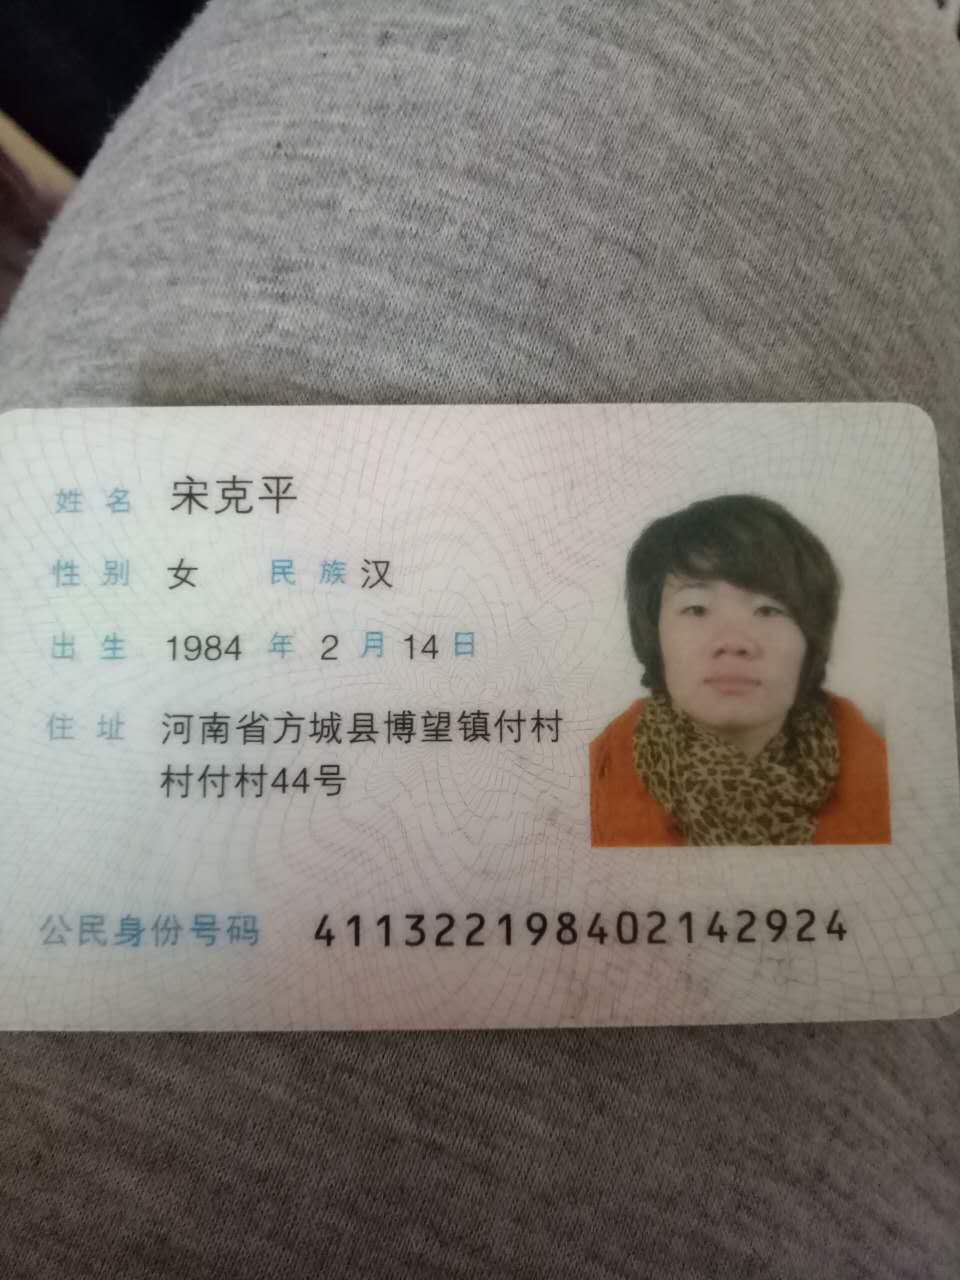 姓名 宋克平
性别 女 民族 汉
出生 1984 年 2 月 14 日
住址 河南省方城县博望镇付村
村付村44号
公民身份号码 411322198402142924